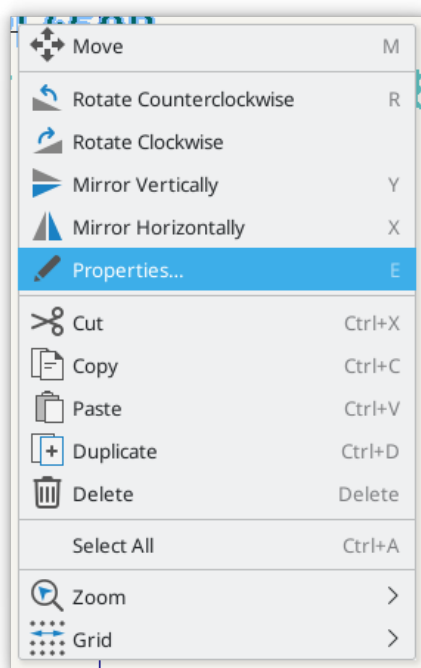 Move M
Rotate Counterclockwise R
Rotate Clockwise
Mirror Vertically Y
Mirror Horizontally X
Properties... E
Cut Ctrl+X
Copy Ctrl+C
Paste Ctrl+V
Duplicate Ctrl+D
Delete Delete
Select All Ctrl+A
Zoom
Grid